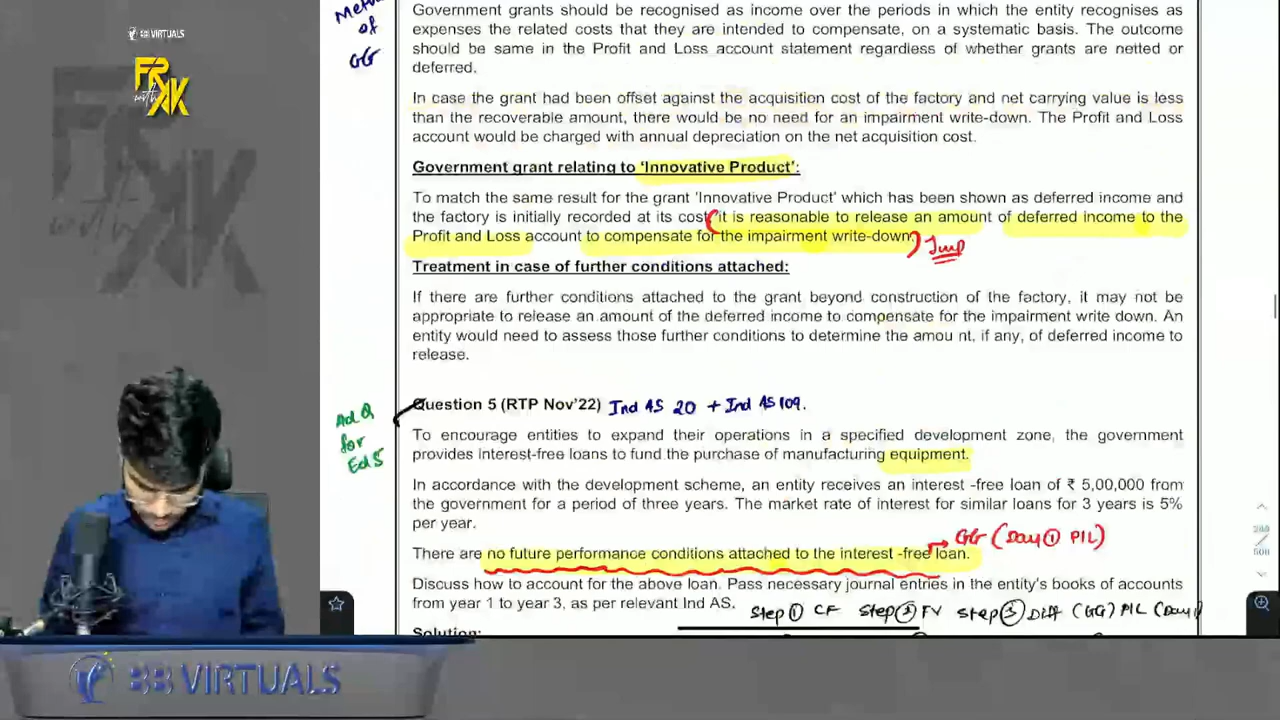 Method
of
GG
BB VIRTUALS
FR
with
AK
Government grants should be recognised as income over the periods in which the entity recognises as
expenses the related costs that they are intended to compensate, on a systematic basis. The outcome
should be same in the Profit and Loss account statement regardless of whether grants are netted or
deferred.
In case the grant had been offset against the acquisition cost of the factory and net carrying value is less
than the recoverable amount, there would be no need for an impairment write-down. The Profit and Loss
account would be charged with annual depreciation on the net acquisition cost.
Government grant relating to 'Innovative Product':
To match the same result for the grant 'Innovative Product' which has been shown as deferred income and
the factory is initially recorded at its cost, it is reasonable to release an amount of deferred income to the
Profit and Loss account to compensate for the impairment write-down. Imp
Treatment in case of further conditions attached:
If there are further conditions attached to the grant beyond construction of the factory, it may not be
appropriate to release an amount of the deferred income to compensate for the impairment write down. An
entity would need to assess those further conditions to determine the amou nt, if any, of deferred income to
release.
Question 5 (RTP Nov'22) Ind AS 20 + Ind AS 109.
Ad Q
for
Ed 5
To encourage entities to expand their operations in a specified development zone, the government
provides interest-free loans to fund the purchase of manufacturing equipment.
In accordance with the development scheme, an entity receives an interest -free loan of ₹ 5,00,000 from
the government for a period of three years. The market rate of interest for similar loans for 3 years is 5%
per year.
GG (Day ① P/L)
There are no future performance conditions attached to the interest -free loan.
Discuss how to account for the above loan. Pass necessary journal entries in the entity's books of accounts
from year 1 to year 3, as per relevant Ind AS.
Step ① CF Step ② FV Step ③ Diff (GG) P/L (Day 1)
Solution:
BB VIRTUALS